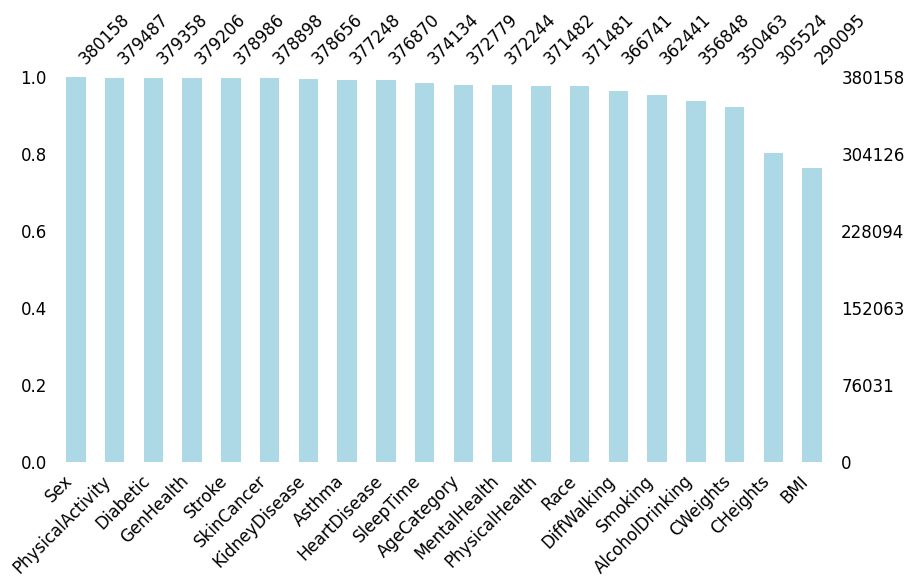 380158
379487
379358
379206
378986
378898
378656
377248
376870
374134
372779
372244
371482
371481
366741
362441
356848
350463
305524
290095
1.0
380158
0.8
304126
0.6
228094
0.4
152063
0.2
76031
0.0
0
Sex
PhysicalActivity
Diabetic
GenHealth
Stroke
SkinCancer
KidneyDisease
Asthma
HeartDisease
SleepTime
AgeCategory
MentalHealth
PhysicalHealth
Race
DiffWalking
Smoking
AlcoholDrinking
CWeights
CHeights
BMI